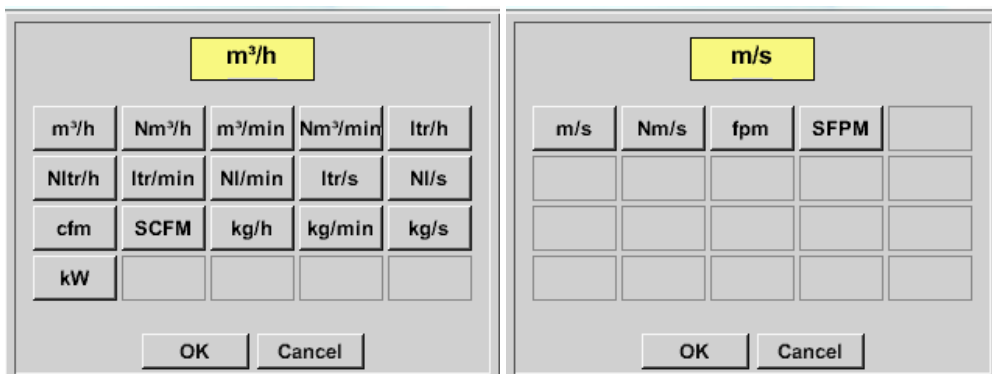 m³/h
m³/h Nm³/h m³/min Nm³/min ltr/h
Nltr/h ltr/min Nl/min ltr/s Nl/s
cfm SCFM kg/h kg/min kg/s
kW
OK Cancel
m/s
m/s Nm/s fpm SFPM
OK Cancel